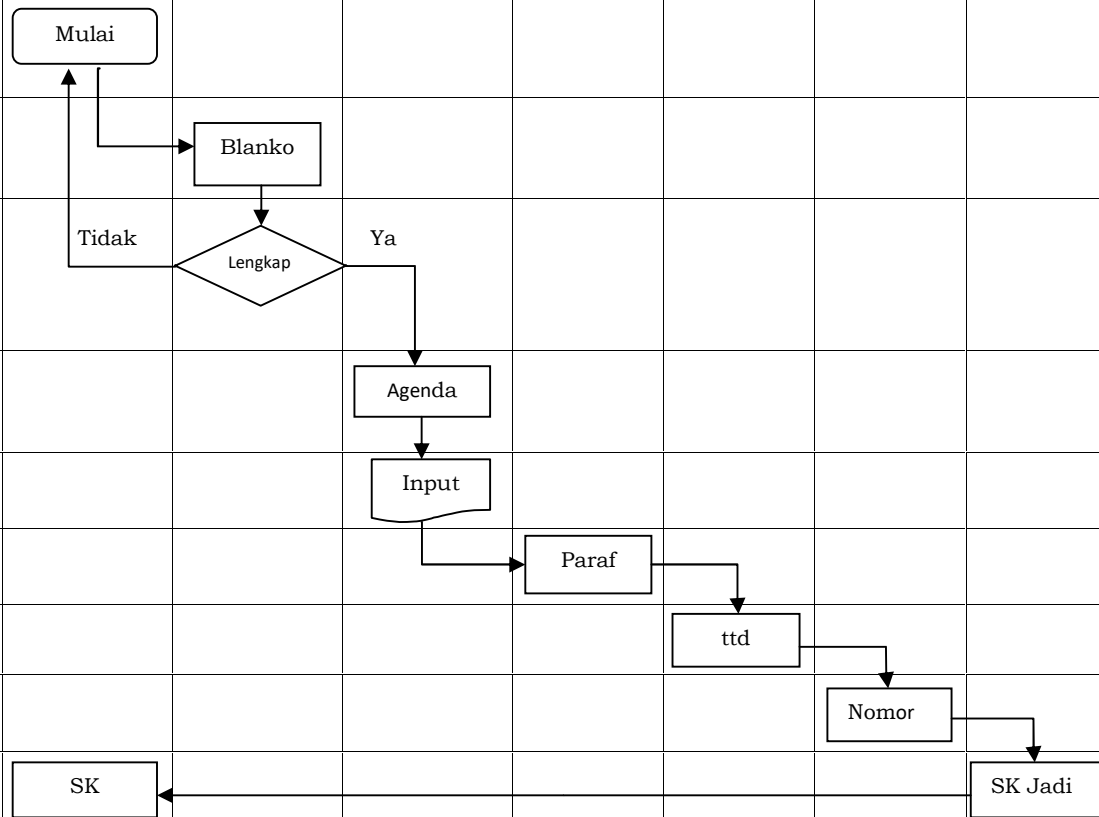 Mulai
Blanko
Tidak
Ya
Lengkap
Agenda
Input
Paraf
ttd
Nomor
SK
SK Jadi